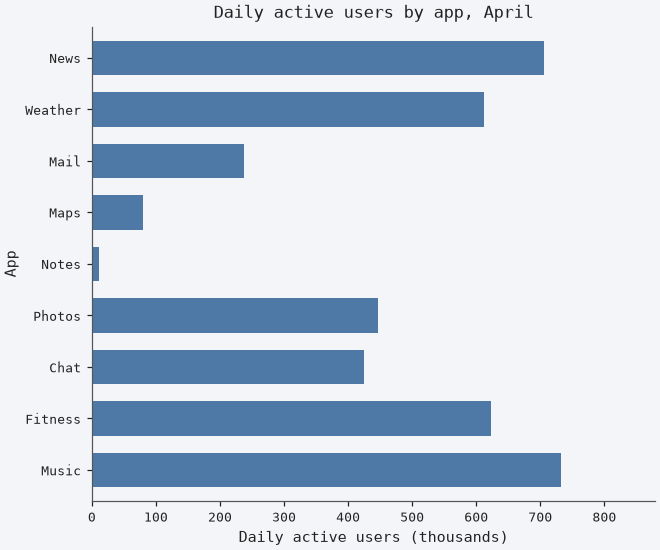 Daily active users by app, April
App
News
Weather
Mail
Maps
Notes
Photos
Chat
Fitness
Music
0 100 200 300 400 500 600 700 800
Daily active users (thousands)